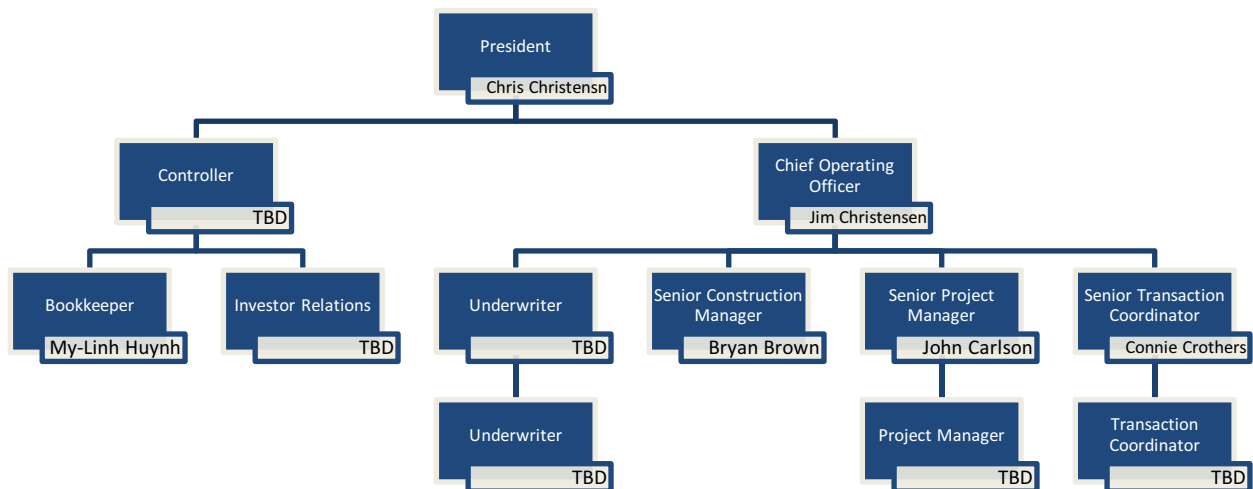 President
Chris Christensn
Controller
TBD
Chief Operating
Officer
Jim Christensen
Bookkeeper
My-Linh Huynh
Investor Relations
TBD
Underwriter
TBD
Senior Construction
Manager
Bryan Brown
Senior Project
Manager
John Carlson
Senior Transaction
Coordinator
Connie Crothers
Underwriter
TBD
Project Manager
TBD
Transaction
Coordinator
TBD